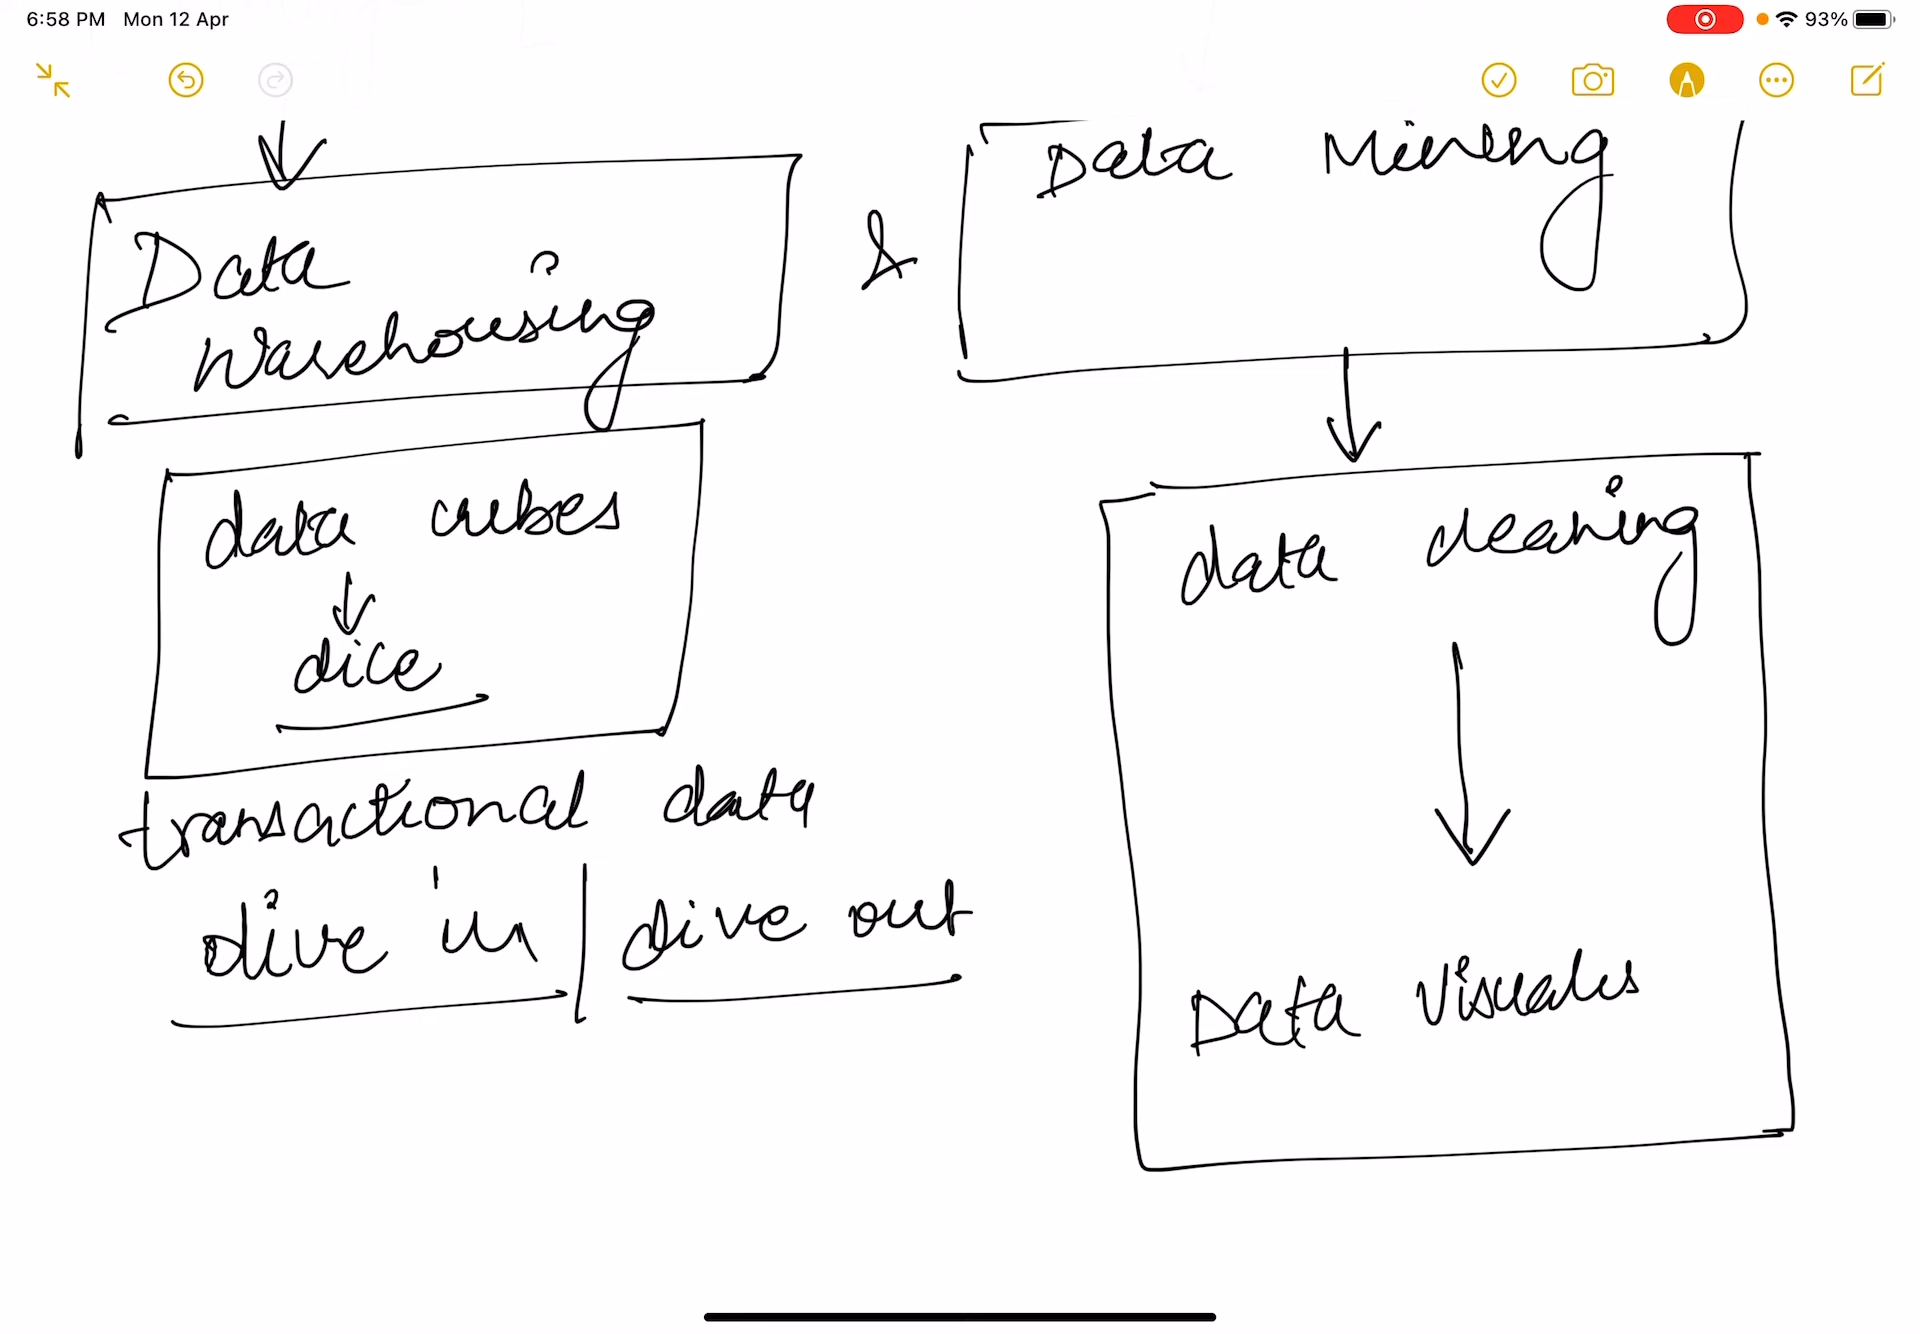 6:58 PM Mon 12 Apr
93%
Data Mining
Data
Warehousing
&
data cubes
dice
transactional data
dive in | dive out
data cleaning
Data Visuales